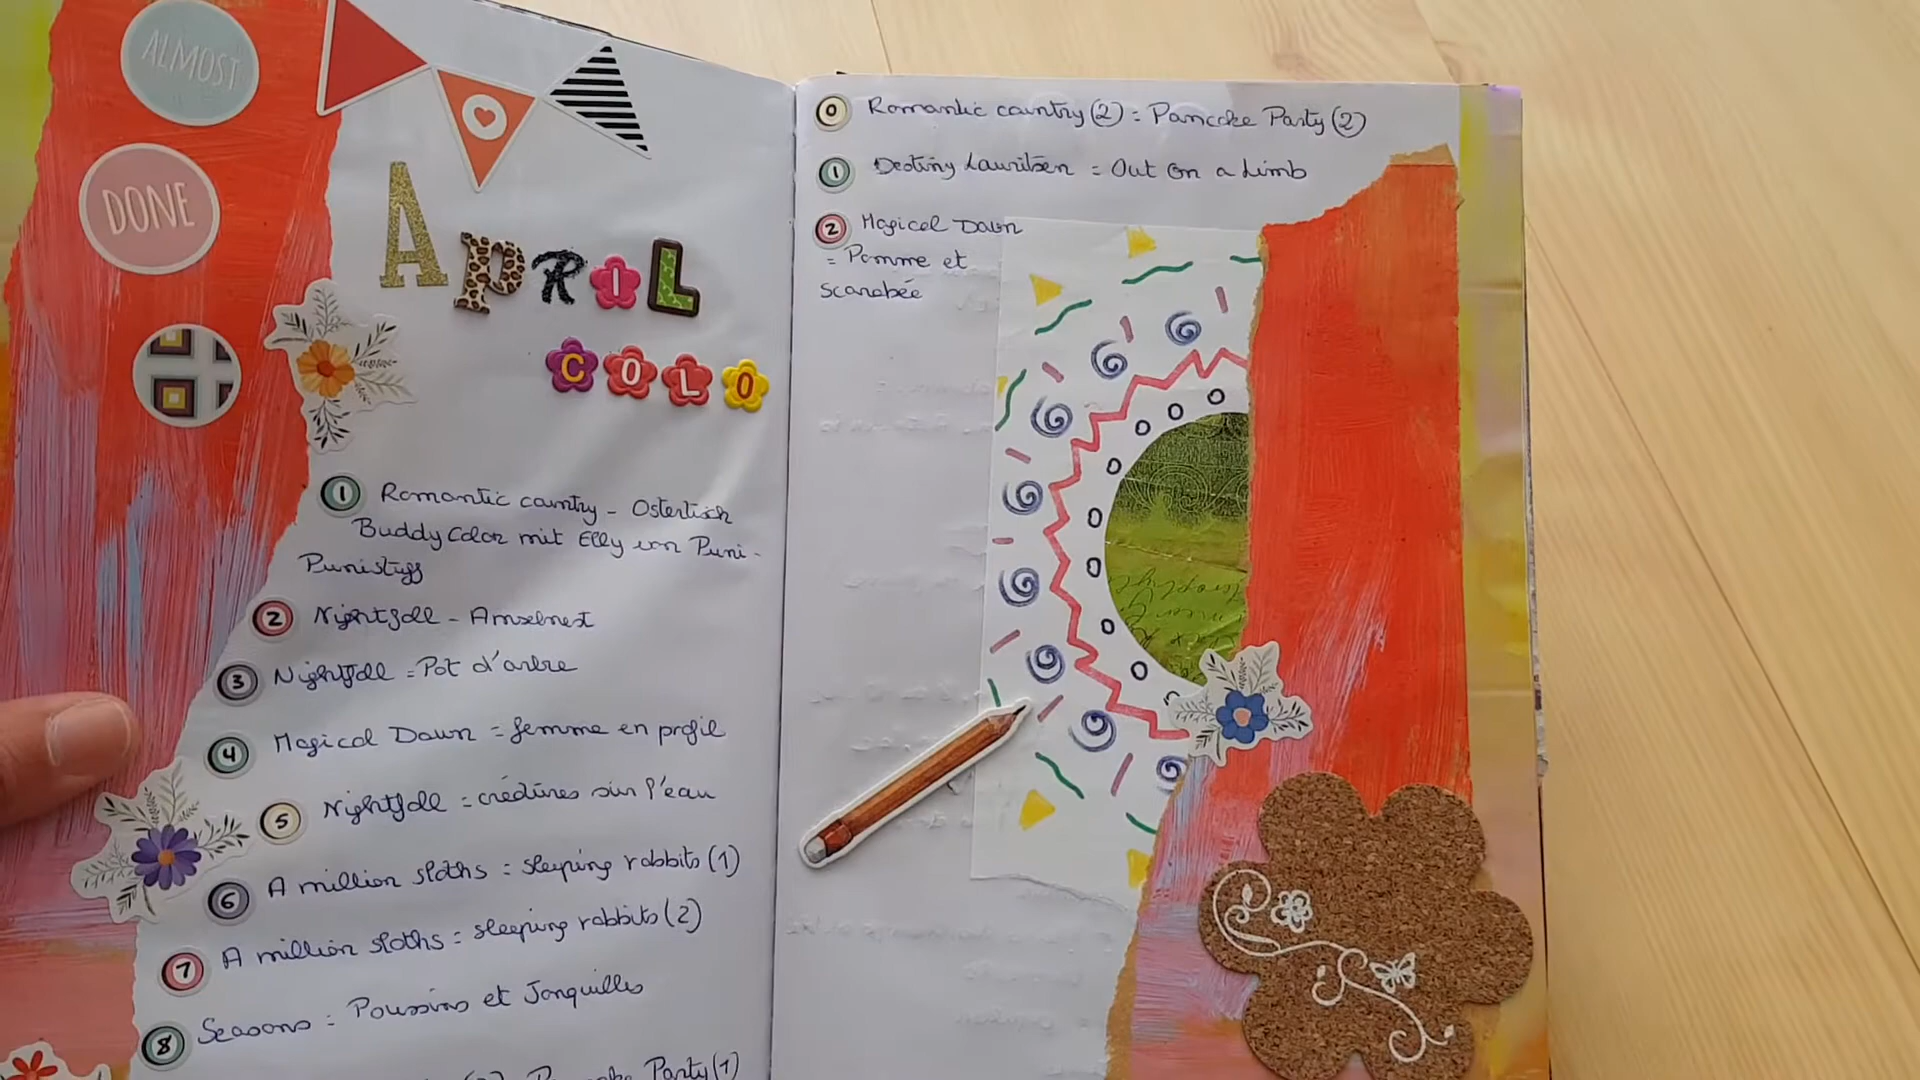 ALMOST
DONE
APRIL
COLO
1 Romantic country - Ostertisch
Buddy Color mit Elly von Puni-
Punistuff
2 Nightfall - Amselnest
3 Nightfall = Pot d'arbre
4 Magical Dawn = femme en profil
5 Nightfall = créatures sur l'eau
6 A million sloths = sleeping rabbits (1)
7 A million sloths = sleeping rabbits (2)
8 Seasons = Poussins et Jonquilles
Party (1)
0 Romantic country (2) = Pancake Party (2)
1 Destiny Lauritsen = Out on a Limb
2 Magical Dawn
= Pomme et
scarabée